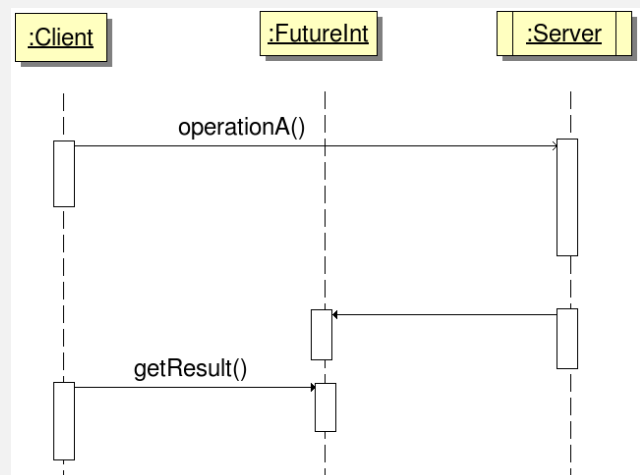 :Client
:FutureInt
:Server
operationA()
getResult()